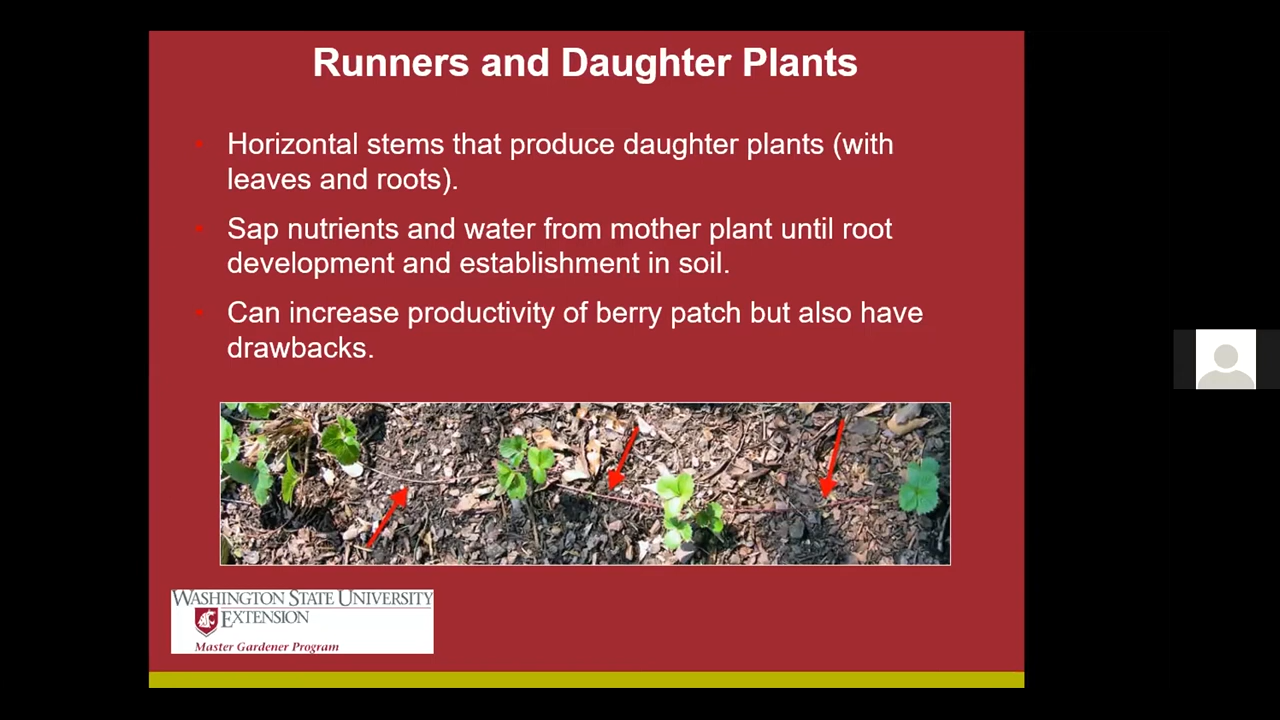 Runners and Daughter Plants
• Horizontal stems that produce daughter plants (with
leaves and roots).
• Sap nutrients and water from mother plant until root
development and establishment in soil.
• Can increase productivity of berry patch but also have
drawbacks.
WASHINGTON STATE UNIVERSITY
EXTENSION
Master Gardener Program